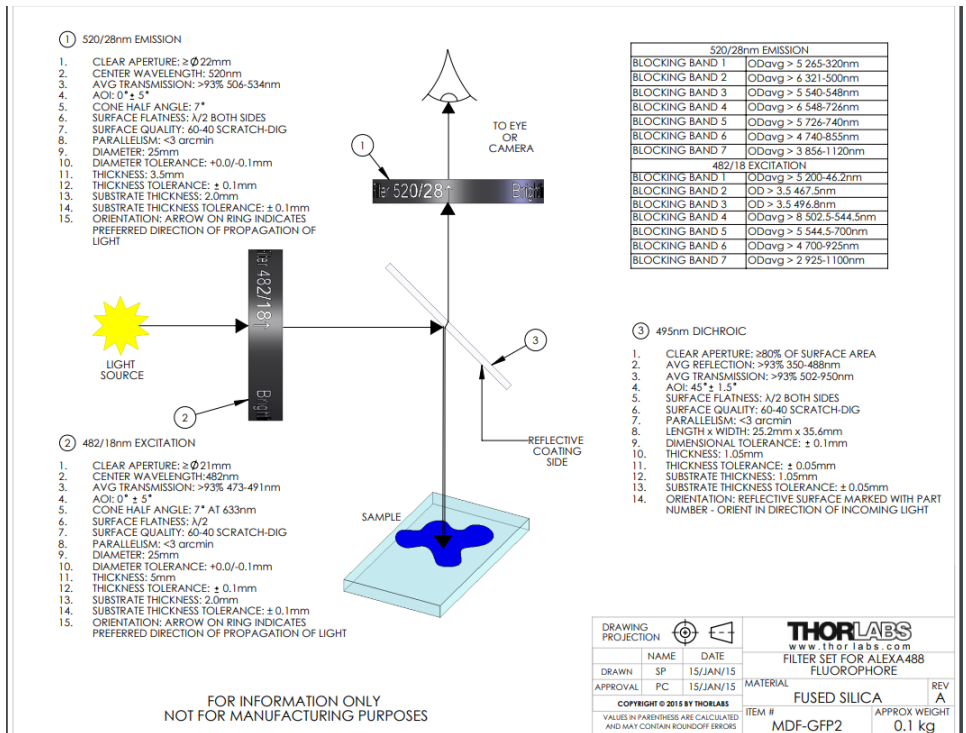 1 520/28nm EMISSION
1. CLEAR APERTURE: ≥Ø22mm
2. CENTER WAVELENGTH: 520nm
3. AVG TRANSMISSION: >93% 506-534nm
4. AOI: 0°± 5°
5. CONE HALF ANGLE: 7°
6. SURFACE FLATNESS: λ/2 BOTH SIDES
7. SURFACE QUALITY: 60-40 SCRATCH-DIG
8. PARALLELISM: <3 arcmin
9. DIAMETER: 25mm
10. DIAMETER TOLERANCE: +0.0/-0.1mm
11. THICKNESS: 3.5mm
12. THICKNESS TOLERANCE: ± 0.1mm
13. SUBSTRATE THICKNESS: 2.0mm
14. SUBSTRATE THICKNESS TOLERANCE: ± 0.1mm
15. ORIENTATION: ARROW ON RING INDICATES
PREFERRED DIRECTION OF PROPAGATION OF
LIGHT
TO EYE
OR
CAMERA
1
lter 520/28↑ Bright
520/28nm EMISSION
BLOCKING BAND 1 ODavg > 5 265-320nm
BLOCKING BAND 2 ODavg > 6 321-500nm
BLOCKING BAND 3 ODavg > 5 540-548nm
BLOCKING BAND 4 ODavg > 6 548-726nm
BLOCKING BAND 5 ODavg > 5 726-740nm
BLOCKING BAND 6 ODavg > 4 740-855nm
BLOCKING BAND 7 ODavg > 3 856-1120nm
482/18 EXCITATION
BLOCKING BAND 1 ODavg > 5 200-46.2nm
BLOCKING BAND 2 OD > 3.5 467.5nm
BLOCKING BAND 3 OD > 3.5 496.8nm
BLOCKING BAND 4 ODavg > 8 502.5-544.5nm
BLOCKING BAND 5 ODavg > 5 544.5-700nm
BLOCKING BAND 6 ODavg > 4 700-925nm
BLOCKING BAND 7 ODavg > 2 925-1100nm
LIGHT
SOURCE
lter 482/18↑ Bright
2
3
REFLECTIVE
COATING
SIDE
SAMPLE
3 495nm DICHROIC
1. CLEAR APERTURE: ≥80% OF SURFACE AREA
2. AVG REFLECTION: >93% 350-488nm
3. AVG TRANSMISSION: >93% 502-950nm
4. AOI: 45°± 1.5°
5. SURFACE FLATNESS: λ/2 BOTH SIDES
6. SURFACE QUALITY: 60-40 SCRATCH-DIG
7. PARALLELISM: <3 arcmin
8. LENGTH x WIDTH: 25.2mm x 35.6mm
9. DIMENSIONAL TOLERANCE: ± 0.1mm
10. THICKNESS: 1.05mm
11. THICKNESS TOLERANCE: ± 0.05mm
12. SUBSTRATE THICKNESS: 1.05mm
13. SUBSTRATE THICKNESS TOLERANCE: ± 0.05mm
14. ORIENTATION: REFLECTIVE SURFACE MARKED WITH PART
NUMBER - ORIENT IN DIRECTION OF INCOMING LIGHT
2 482/18nm EXCITATION
1. CLEAR APERTURE: ≥Ø21mm
2. CENTER WAVELENGTH:482nm
3. AVG TRANSMISSION: >93% 473-491nm
4. AOI: 0° ± 5°
5. CONE HALF ANGLE: 7° AT 633nm
6. SURFACE FLATNESS: λ/2
7. SURFACE QUALITY: 60-40 SCRATCH-DIG
8. PARALLELISM: <3 arcmin
9. DIAMETER: 25mm
10. DIAMETER TOLERANCE: +0.0/-0.1mm
11. THICKNESS: 5mm
12. THICKNESS TOLERANCE: ± 0.1mm
13. SUBSTRATE THICKNESS: 2.0mm
14. SUBSTRATE THICKNESS TOLERANCE: ± 0.1mm
15. ORIENTATION: ARROW ON RING INDICATES
PREFERRED DIRECTION OF PROPAGATION OF LIGHT
FOR INFORMATION ONLY
NOT FOR MANUFACTURING PURPOSES
DRAWING
PROJECTION
NAME DATE
DRAWN SP 15/JAN/15
APPROVAL PC 15/JAN/15
COPYRIGHT © 2015 BY THORLABS
VALUES IN PARENTHESIS ARE CALCULATED
AND MAY CONTAIN ROUNDOFF ERRORS
THORLABS
www.thorlabs.com
FILTER SET FOR ALEXA488
FLUOROPHORE
MATERIAL
FUSED SILICA
REV
A
ITEM #
MDF-GFP2
APPROX WEIGHT
0.1 kg